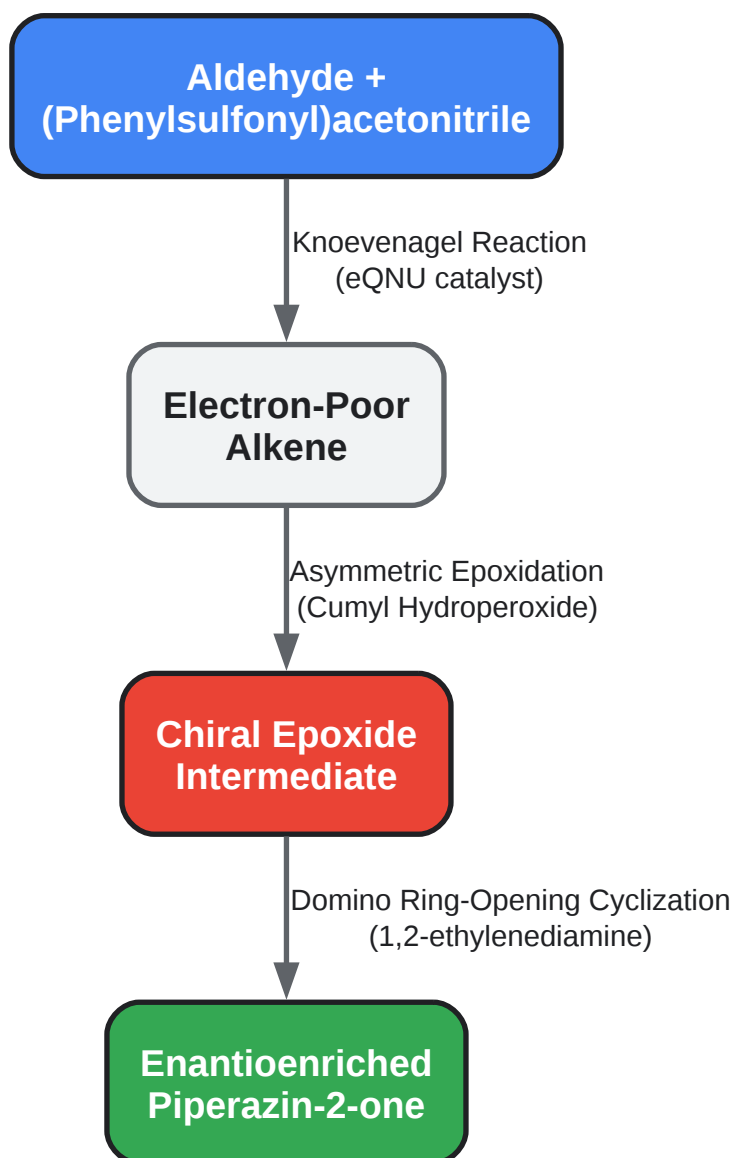 Aldehyde +
(Phenylsulfonyl)acetonitrile
Knoevenagel Reaction
(eQNU catalyst)
Electron-Poor
Alkene
Asymmetric Epoxidation
(Cumyl Hydroperoxide)
Chiral Epoxide
Intermediate
Domino Ring-Opening Cyclization
(1,2-ethylenediamine)
Enantioenriched
Piperazin-2-one